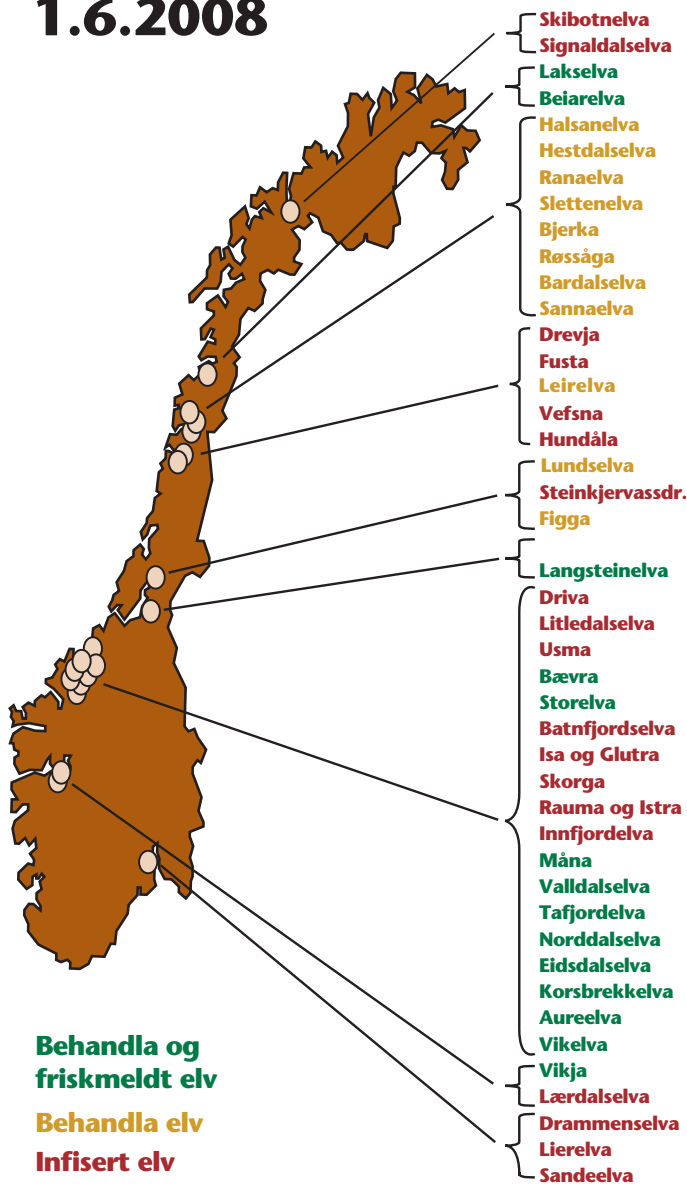 1.6.2008
Skibotnelva
Signaldalselva
Lakselva
Beiarelva
Halsanelva
Hestdalselva
Ranaelva
Slettenelva
Bjerka
Røssåga
Bardalselva
Sannaelva
Drevja
Fusta
Leirelva
Vefsna
Hundåla
Lundselva
Steinkjervassdr.
Figga
Langsteinelva
Driva
Litledalselva
Usma
Bævra
Storelva
Batnfjordselva
Isa og Glutra
Skorga
Rauma og Istra
Innfjordelva
Måna
Valldalselva
Tafjordelva
Norddalselva
Eidsdalselva
Korsbrekkelva
Aureelva
Vikelva
Vikja
Lærdalselva
Drammenselva
Lierelva
Sandeelva
Behandla og
friskmeldt elv
Behandla elv
Infisert elv